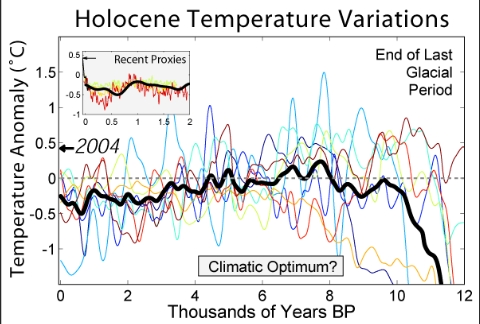 Holocene Temperature Variations
Temperature Anomaly (˚C)
1.5
1
0.5
0
-0.5
-1
0.5
0
-0.5
-1
Recent Proxies
0
0.5
1
1.5
2
End of Last
Glacial
Period
2004
Climatic Optimum?
0
2
4
6
8
10
12
Thousands of Years BP